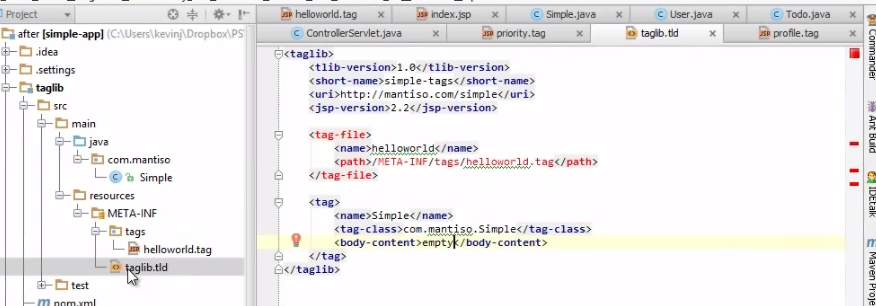 Project
helloworld.tag
index.jsp
Simple.java
User.java
Todo.java
after [simple-app] (C:\Users\kevinj\Dropbox\PS
ControllerServlet.java
priority.tag
taglib.tld
profile.tag
.idea
.settings
taglib
src
main
java
com.mantiso
Simple
resources
META-INF
tags
helloworld.tag
taglib.tld
test
pom.xml
<taglib>
<tlib-version>1.0</tlib-version>
<short-name>simple-tags</short-name>
<uri>http://mantiso.com/simple</uri>
<jsp-version>2.2</jsp-version>
<tag-file>
<name>helloworld</name>
<path>/META-INF/tags/helloworld.tag</path>
</tag-file>
<tag>
<name>Simple</name>
<tag-class>com.mantiso.Simple</tag-class>
<body-content>empty</body-content>
</tag>
</taglib>
Commander
Ant Build
IDEtalk
Maven Proje